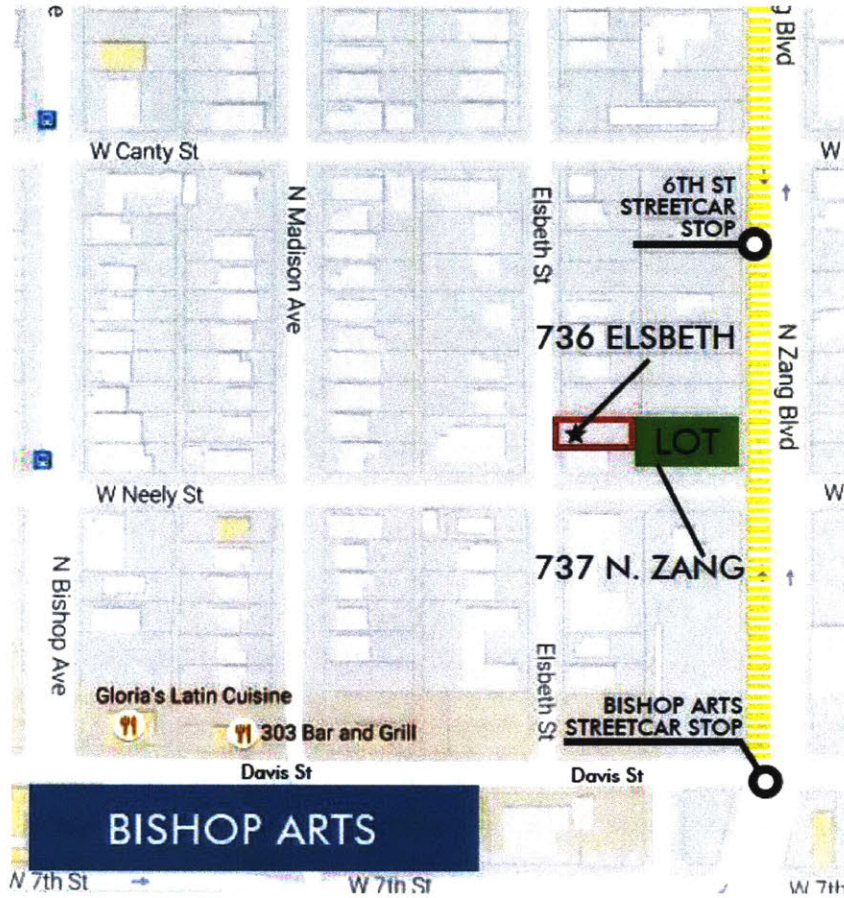 g Blvd
e
W Canty St
W
N Madison Ave
Elsbeth St
6TH ST
STREETCAR
STOP
736 ELSBETH
N Zang Blvd
LOT
W Neely St
W
737 N. ZANG
N Bishop Ave
Elsbeth St
Gloria's Latin Cuisine
303 Bar and Grill
BISHOP ARTS
STREETCAR STOP
Davis St
Davis St
BISHOP ARTS
W 7th St
W 7th St
W 7th